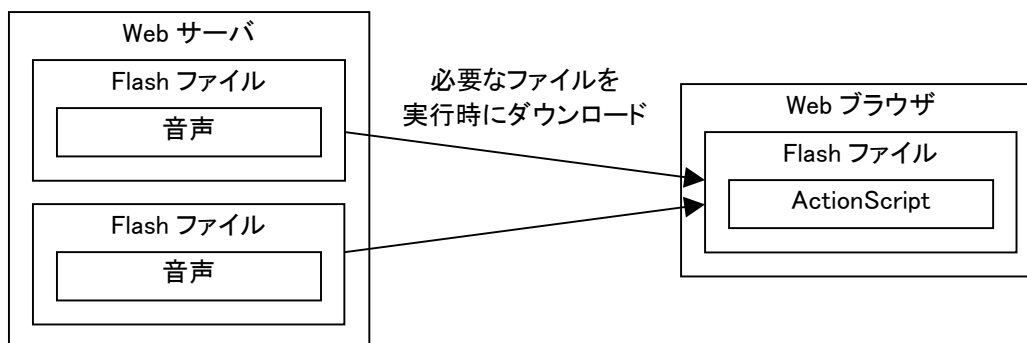 Web サーバ
Flash ファイル
音声
Flash ファイル
音声
必要なファイルを
実行時にダウンロード
Web ブラウザ
Flash ファイル
ActionScript